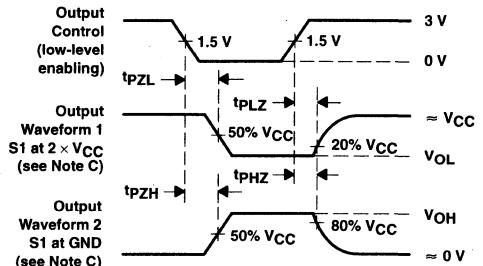 Output
Control
(low-level
enabling)
1.5 V
1.5 V
3 V
0 V
tPZL
tPLZ
Output
Waveform 1
S1 at 2 × VCC
(see Note C)
50% VCC
20% VCC
≈ VCC
VOL
tPZH
tPHZ
Output
Waveform 2
S1 at GND
(see Note C)
50% VCC
80% VCC
VOH
≈ 0 V